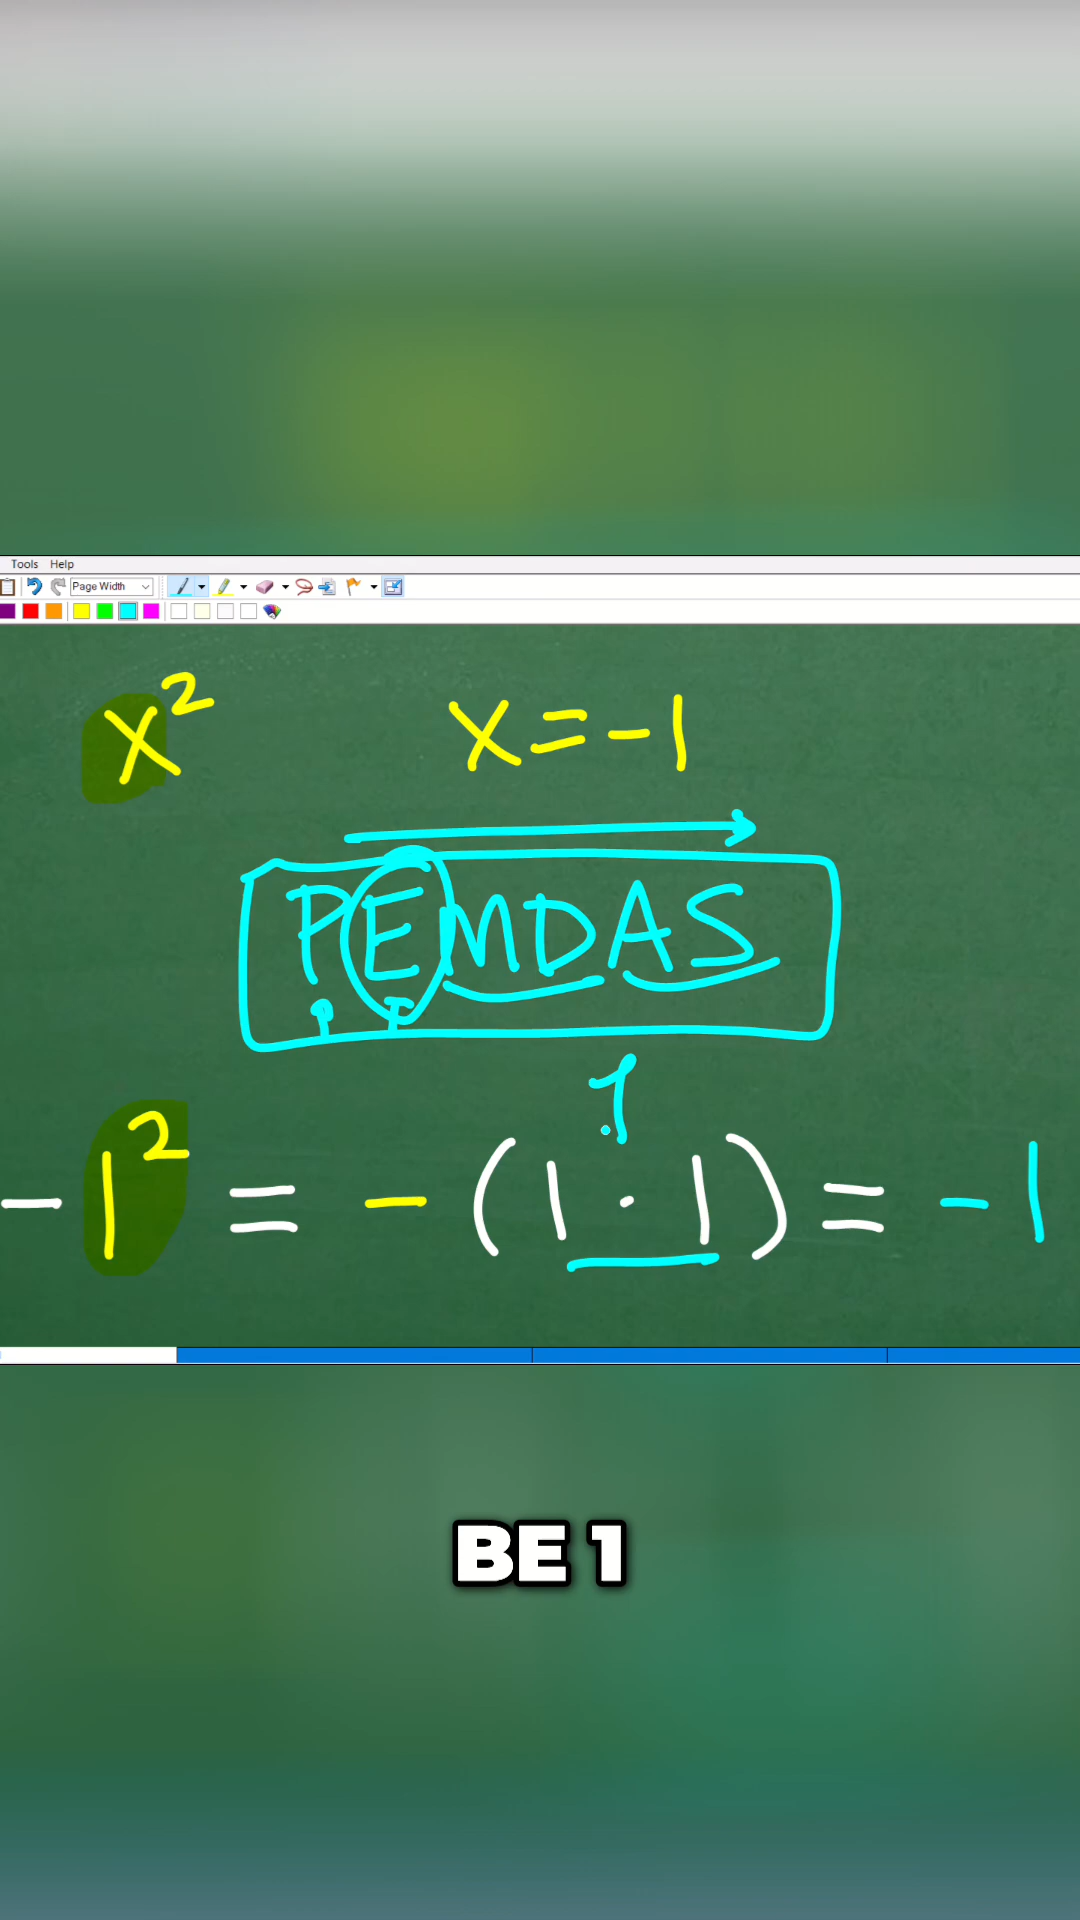 Tools Help
Page Width
x² x = -1
PEMDAS
1
-1² = -(1 · 1) = -1
BE 1